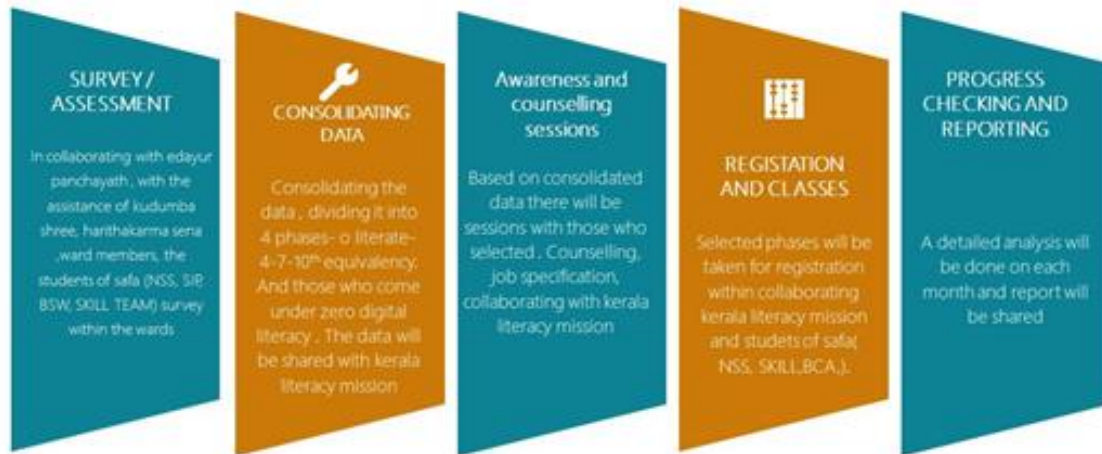 SURVEY /
ASSESSMENT
In collaborating with edayur
panchayath , with the
assistance of kudumba
shree, harithakarma sena
,ward members, the
students of safa (NSS, SIP,
BSW, SKILL TEAM) survey
within the wards
CONSOLIDATING
DATA
Consolidating the
data , dividing it into
4 phases- o literate-
4-7-10th equivalency.
And those who come
under zero digital
literacy . The data will
be shared with kerala
literacy mission
Awareness and
counselling
sessions
Based on consolidated
data there will be
sessions with those who
selected . Counselling,
job specification,
collaborating with kerala
literacy mission
REGISTATION
AND CLASSES
Selected phases will be
taken for registration
within collaborating
kerala literacy mission
and studets of safa(
NSS, SKILL,BCA,).
PROGRESS
CHECKING AND
REPORTING
A detailed analysis will
be done on each
month and report will
be shared